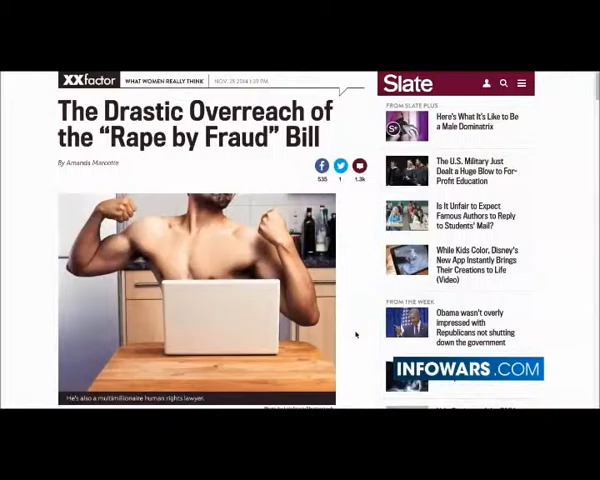 XXfactor
WHAT WOMEN REALLY THINK
The Drastic Overreach of
the “Rape by Fraud” Bill
By Amanda Marcotte
535 1 1.3k
He's also a multimillionaire human rights lawyer.
Slate
FROM SLATE PLUS
Here's What It's Like to Be
a Male Dominatrix
The U.S. Military Just
Dealt a Huge Blow to For-
Profit Education
Is It Unfair to Expect
Famous Authors to Reply
to Students' Mail?
While Kids Color, Disney's
New App Instantly Brings
Their Creations to Life
(Video)
FROM THE WEEK
Obama wasn't overly
impressed with
Republicans not shutting
down the government
INFOWARS.COM